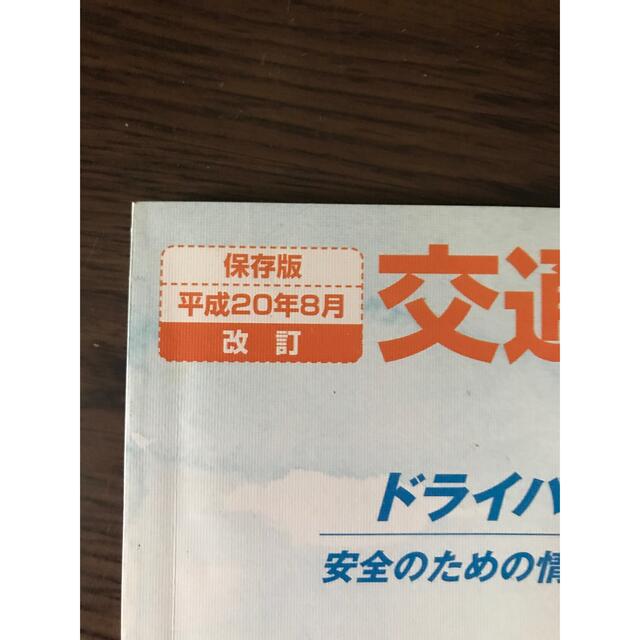 保存版
平成20年8月
改訂
交通
ドライバ
安全のための情